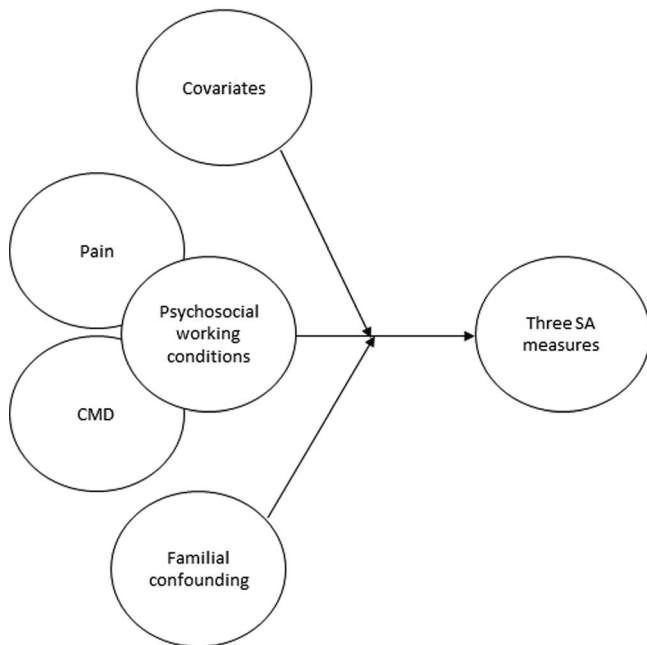 Covariates
Pain
Psychosocial
working
conditions
Three SA
measures
CMD
Familial
confounding